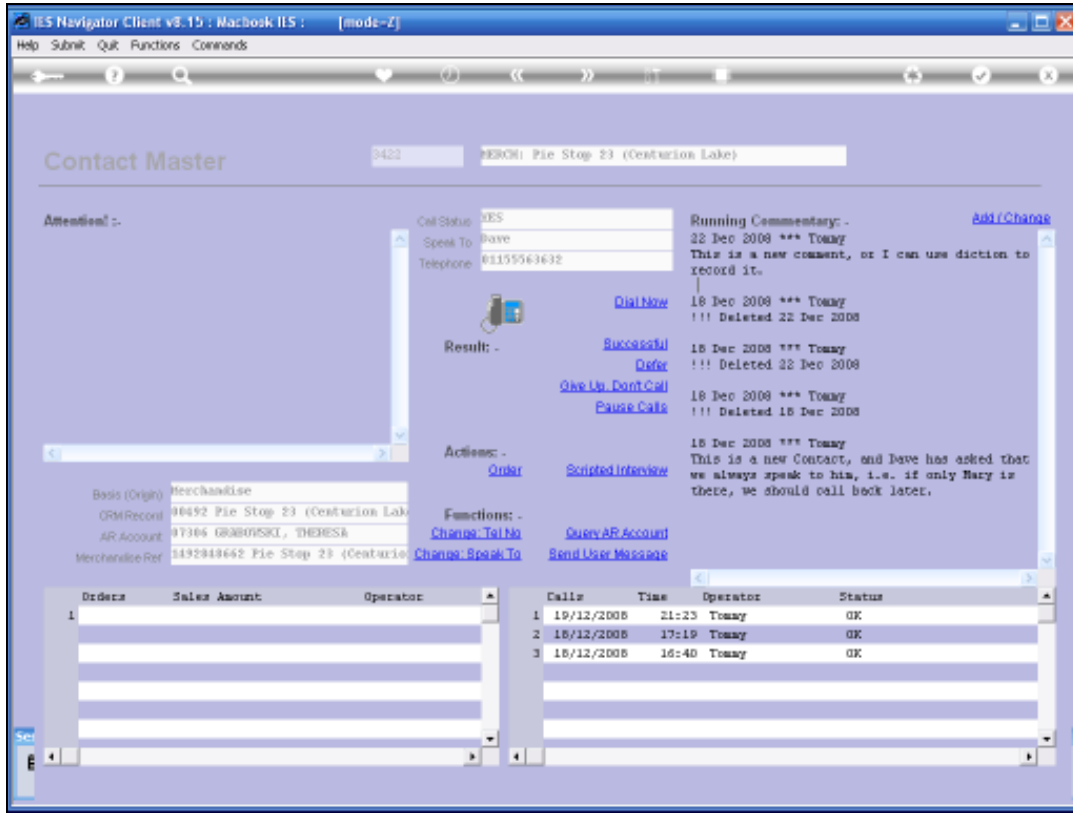 IES Navigator Client v8.1b : Macbook IES : [mode-Z]
Help Submit Quit Functions Commands
Contact Master 3422 MERCH: Pie Stop 23 (Centurion Lake)
Attention! :-
Call Status YES
Speak To Dave
Telephone 01155563632
Dial Now
Result: -
Successful
Defer
Give Up, Don't Call
Pause Calls
Actions: -
Order Scripted Interview
Functions: -
Change: Tel No Query AR Account
Change: Speak To Send User Message
Running Commentary: - Add / Change
22 Dec 2008 *** Tommy
This is a new comment, or I can use diction to
record it.
18 Dec 2008 *** Tommy
!!! Deleted 22 Dec 2008
18 Dec 2008 *** Tommy
!!! Deleted 22 Dec 2008
18 Dec 2008 *** Tommy
!!! Deleted 18 Dec 2008
18 Dec 2008 *** Tommy
This is a new Contact, and Dave has asked that
we always speak to him, i.e. if only Mary is
there, we should call back later.
Basis (Origin) Merchandise
CRM Record 00492 Pie Stop 23 (Centurion Lak
AR Account 07306 GRABOWSKI, THERESA
Merchandise Ref 1492848662 Pie Stop 23 (Centurio
Orders Sales Amount Operator
1
Calls Time Operator Status
1 19/12/2008 21:23 Tommy OK
2 18/12/2008 17:19 Tommy OK
3 18/12/2008 16:40 Tommy OK